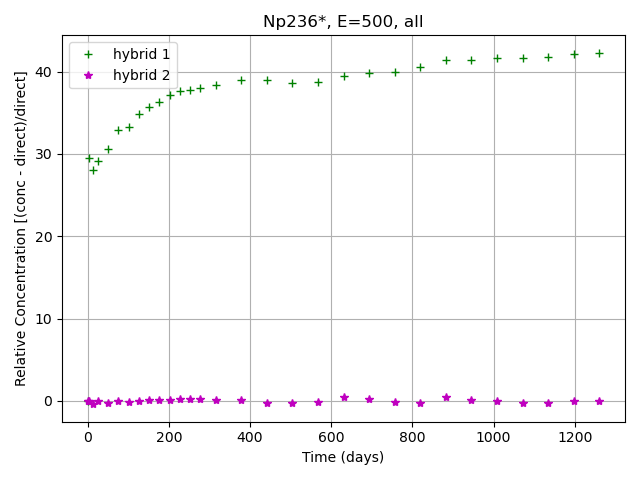 Np236*, E=500, all
hybrid 1
hybrid 2
Relative Concentration [(conc - direct)/direct]
40
30
20
10
0
0 200 400 600 800 1000 1200
Time (days)